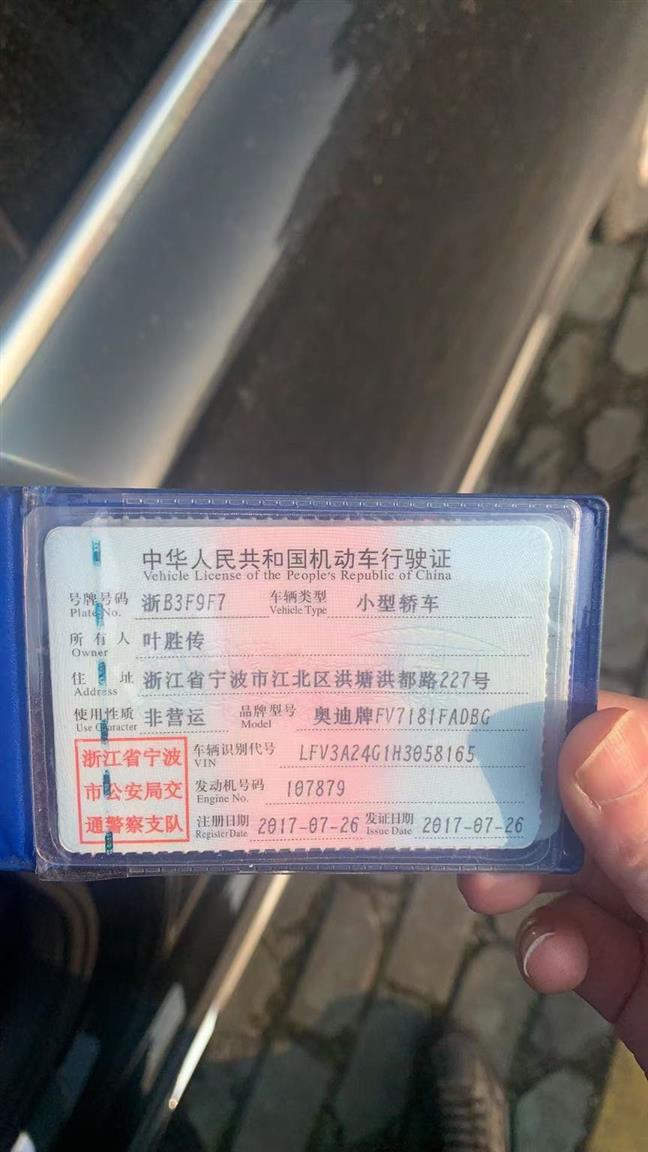 中华人民共和国机动车行驶证
Vehicle License of the People's Republic of China
号牌号码 浙B3F9F7 车辆类型 小型轿车
Plate No. Vehicle Type
所有人 叶胜传
Owner
住址 浙江省宁波市江北区洪塘洪都路227号
Address
使用性质 非营运 品牌型号 奥迪牌FV7181FADBG
Use Character Model
浙江省宁波
市公安局交
通警察支队
车辆识别代号 LFV3A24G1H3058165
VIN
发动机号码 107879
Engine No.
注册日期 2017-07-26 发证日期 2017-07-26
Register Date Issue Date